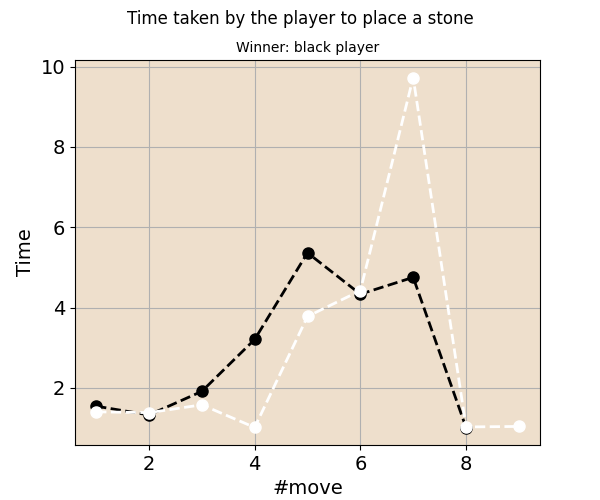 Time taken by the player to place a stone
Winner: black player
10
8
6
4
2
Time
2 4 6 8
#move